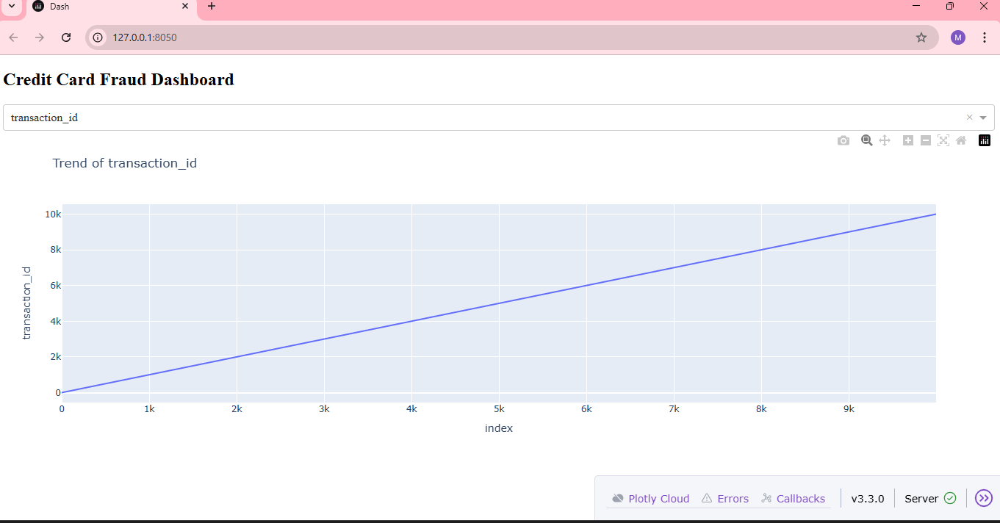 Dash
127.0.0.1:8050
M
Credit Card Fraud Dashboard
transaction_id
Trend of transaction_id
10k
8k
6k
4k
2k
0
transaction_id
0 1k 2k 3k 4k 5k 6k 7k 8k 9k
index
Plotly Cloud Errors Callbacks v3.3.0 Server